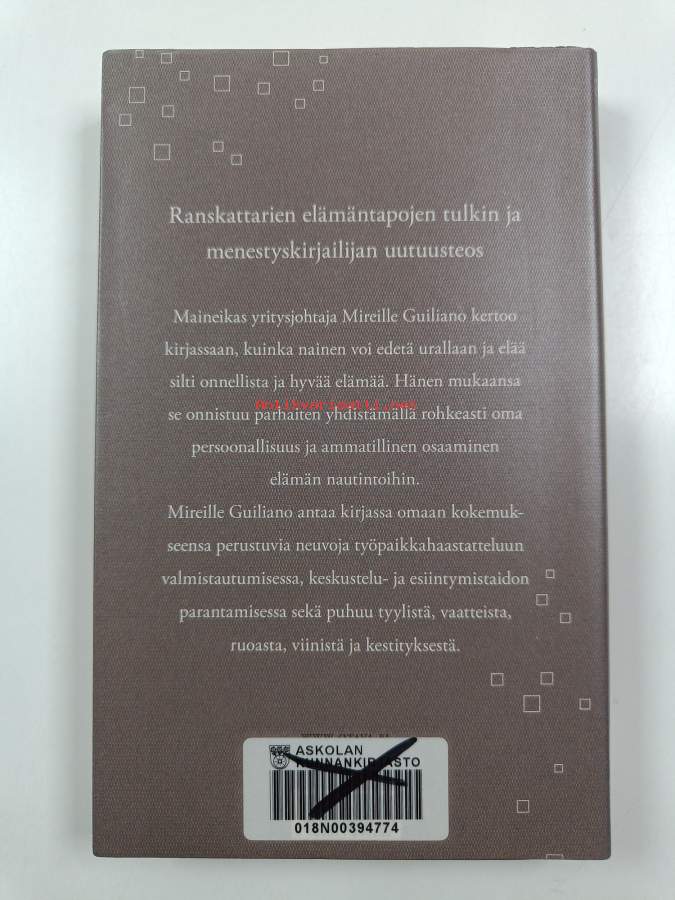 Ranskattarien elämäntapojen tulkin ja
menestyskirjailijan uutuusteos
Maineikas yritysjohtaja Mireille Guiliano kertoo
kirjassaan, kuinka nainen voi edetä urallaan ja elää
silti onnellista ja hyvää elämää. Hänen mukaansa
se onnistuu parhaiten yhdistämällä rohkeasti oma
persoonallisuus ja ammatillinen osaaminen
elämän nautintoihin.
Mireille Guiliano antaa kirjassa omaan kokemuk-
seensa perustuvia neuvoja työpaikkahaastatteluun
valmistautumisessa, keskustelu- ja esiintymistaidon
parantamisessa sekä puhuu tyylistä, vaatteista,
ruoasta, viinistä ja kestityksestä.
ASKOLAN
KUNNANKIRJASTO
018N00394774